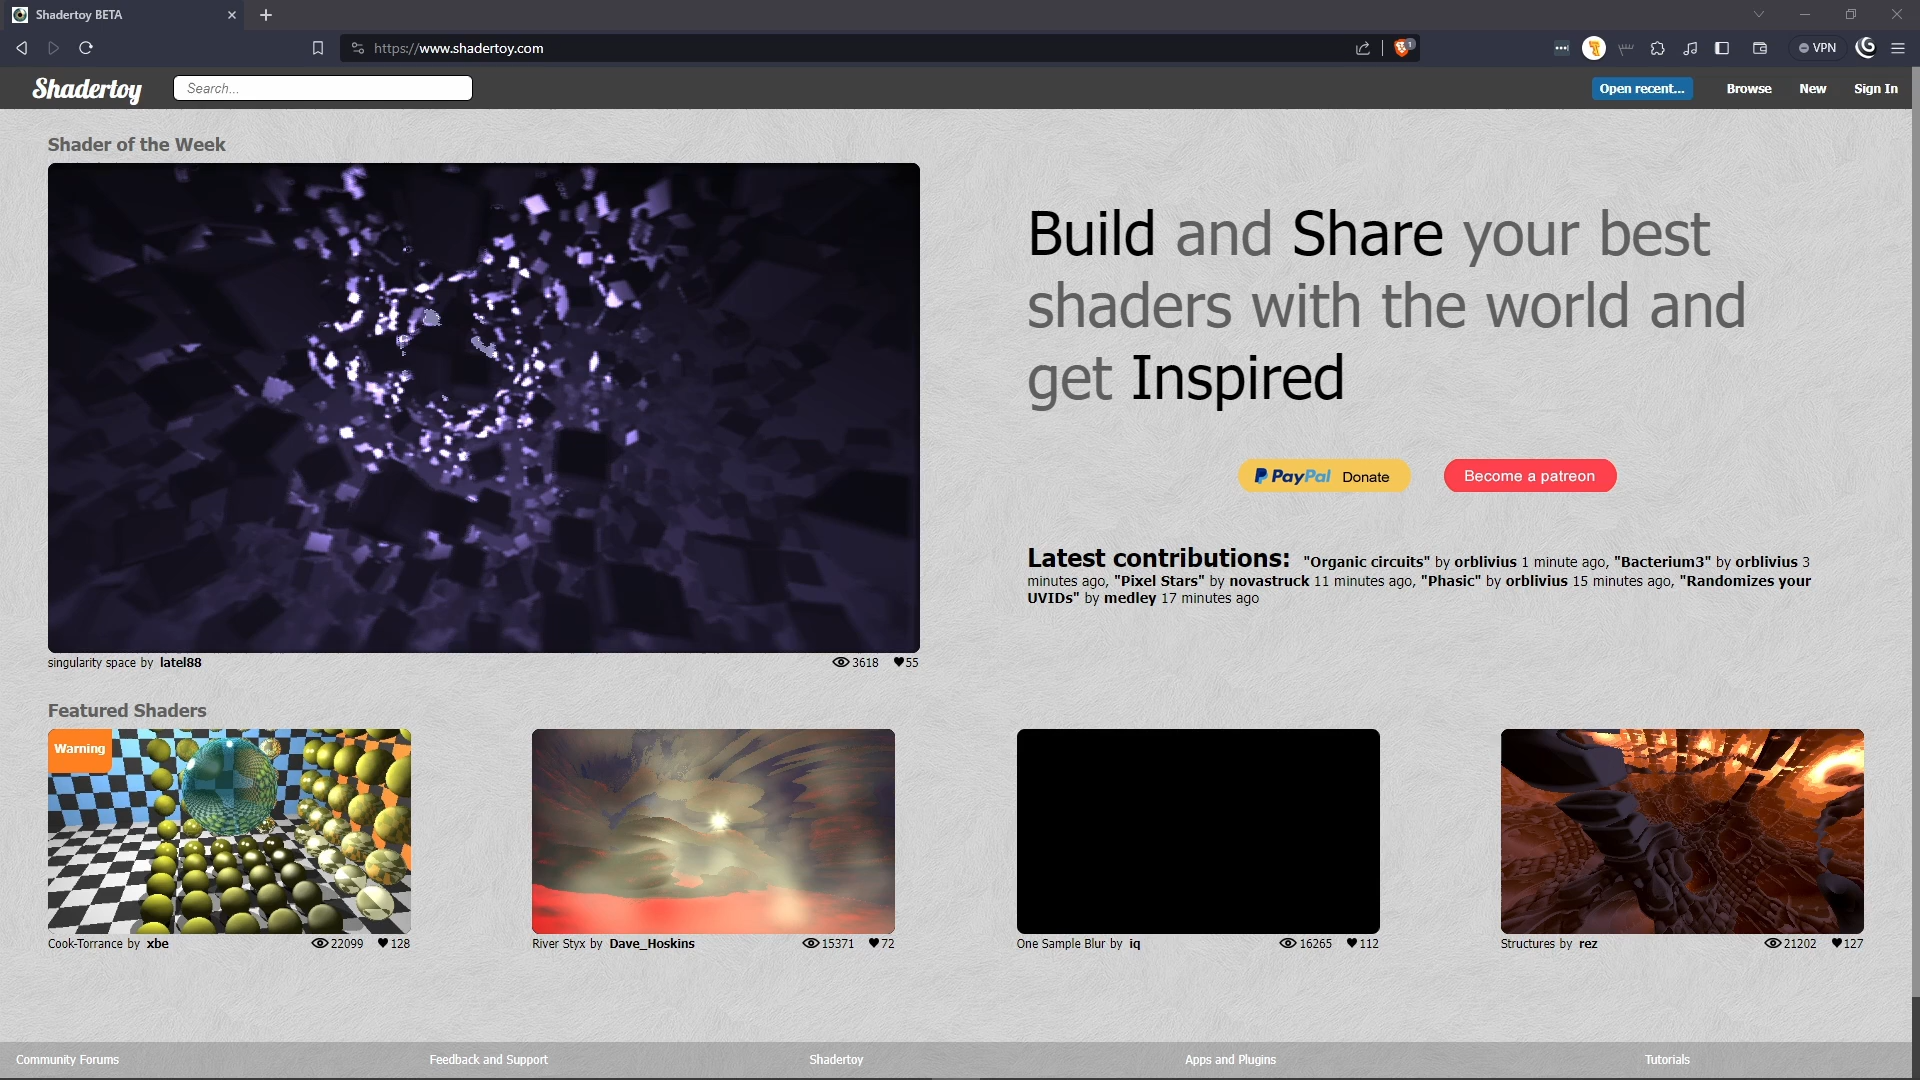 Shadertoy BETA
https://www.shadertoy.com
1
VPN
Shadertoy
Search...
Open recent...
Browse
New
Sign In
Shader of the Week
Build and Share your best
shaders with the world and
get Inspired
PayPal Donate
Become a patreon
Latest contributions: "Organic circuits" by orblivius 1 minute ago, "Bacterium3" by orblivius 3
minutes ago, "Pixel Stars" by novastruck 11 minutes ago, "Phasic" by orblivius 15 minutes ago, "Randomizes your
UVIDs" by medley 17 minutes ago
singularity space by latel88
3618
55
Featured Shaders
Warning
Cook-Torrance by xbe
22099
128
River Styx by Dave_Hoskins
15371
72
One Sample Blur by iq
16265
112
Structures by rez
21202
127
Community Forums
Feedback and Support
Shadertoy
Apps and Plugins
Tutorials